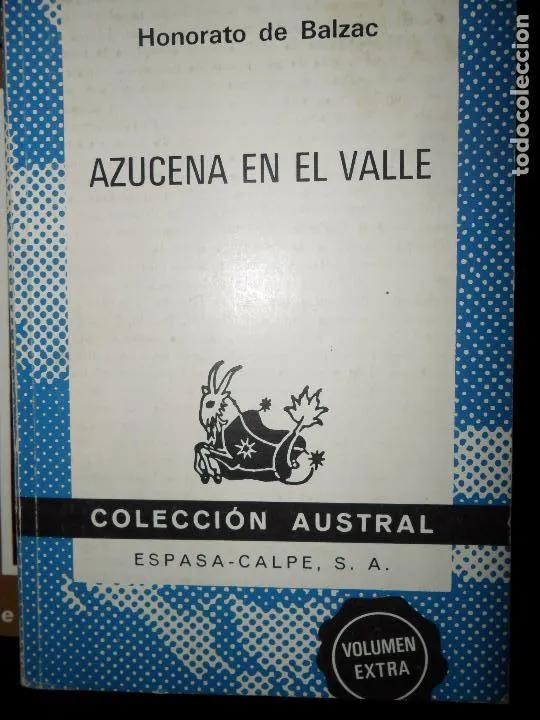 Honorato de Balzac
AZUCENA EN EL VALLE
COLECCIÓN AUSTRAL
ESPASA-CALPE, S. A.
VOLUMEN
EXTRA
e
todocoleccion